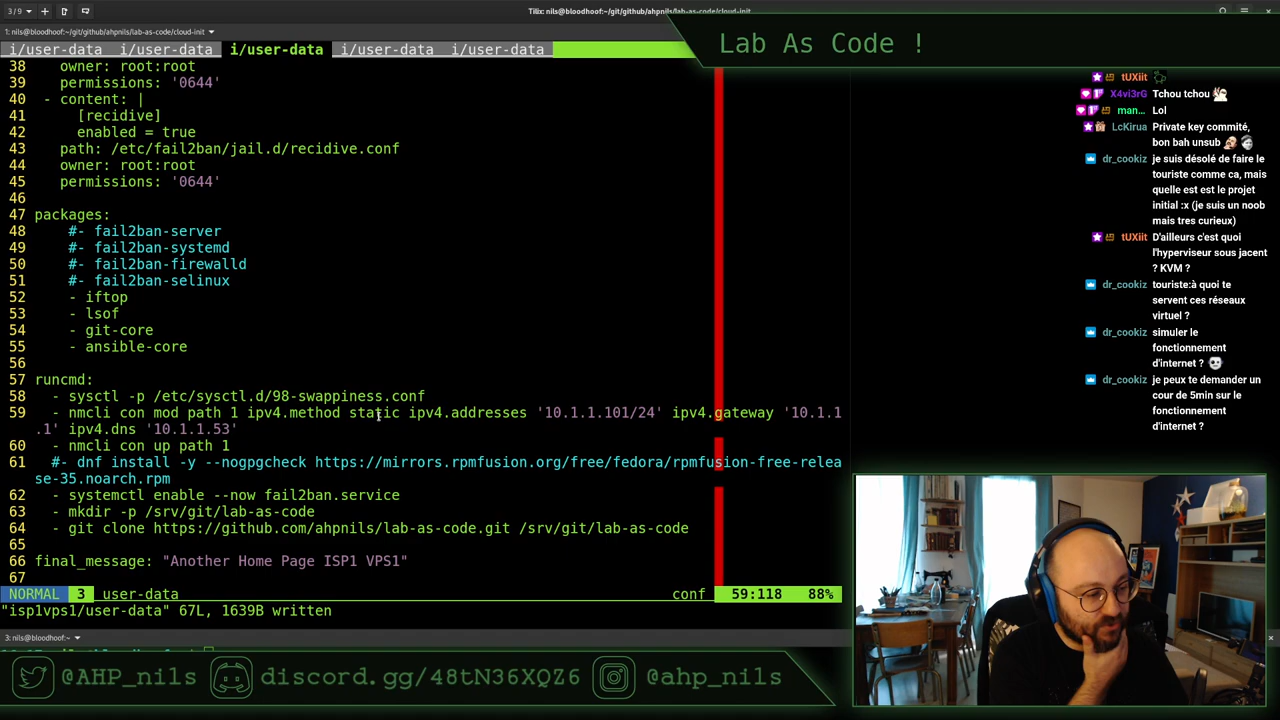 3 / 9
Tilix: nils@bloodhoof:~/git/github/ahpnils/lab-as-code/cloud-init
1: nils@bloodhoof:~/git/github/ahpnils/lab-as-code/cloud-init
i/user-data i/user-data i/user-data i/user-data i/user-data
Lab As Code !
38 owner: root:root
39 permissions: '0644'
40 - content: |
41 [recidive]
42 enabled = true
43 path: /etc/fail2ban/jail.d/recidive.conf
44 owner: root:root
45 permissions: '0644'
46
47 packages:
48 #- fail2ban-server
49 #- fail2ban-systemd
50 #- fail2ban-firewalld
51 #- fail2ban-selinux
52 - iftop
53 - lsof
54 - git-core
55 - ansible-core
56
57 runcmd:
58 - sysctl -p /etc/sysctl.d/98-swappiness.conf
59 - nmcli con mod path 1 ipv4.method static ipv4.addresses '10.1.1.101/24' ipv4.gateway '10.1.1
.1' ipv4.dns '10.1.1.53'
60 - nmcli con up path 1
61 #- dnf install -y --nogpgcheck https://mirrors.rpmfusion.org/free/fedora/rpmfusion-free-relea
se-35.noarch.rpm
62 - systemctl enable --now fail2ban.service
63 - mkdir -p /srv/git/lab-as-code
64 - git clone https://github.com/ahpnils/lab-as-code.git /srv/git/lab-as-code
65
66 final_message: "Another Home Page ISP1 VPS1"
67
NORMAL 3 user-data conf 59:118 88%
"isp1vps1/user-data" 67L, 1639B written
3: nils@bloodhoof:~
tUXiit
X4vi3rG Tchou tchou
man... Lol
LcKirua Private key commité,
bon bah unsub
dr_cookiz je suis désolé de faire le
touriste comme ca, mais
quelle est est le projet
initial :x (je suis un noob
mais tres curieux)
tUXiit D'ailleurs c'est quoi
l'hyperviseur sous jacent
? KVM ?
dr_cookiz touriste:à quoi te
servent ces réseaux
virtuel ?
dr_cookiz simuler le
fonctionnement
d'internet ?
dr_cookiz je peux te demander un
cour de 5min sur le
fonctionnement
d'internet ?
@AHP_nils discord.gg/48tN36XQZ6 @ahp_nils